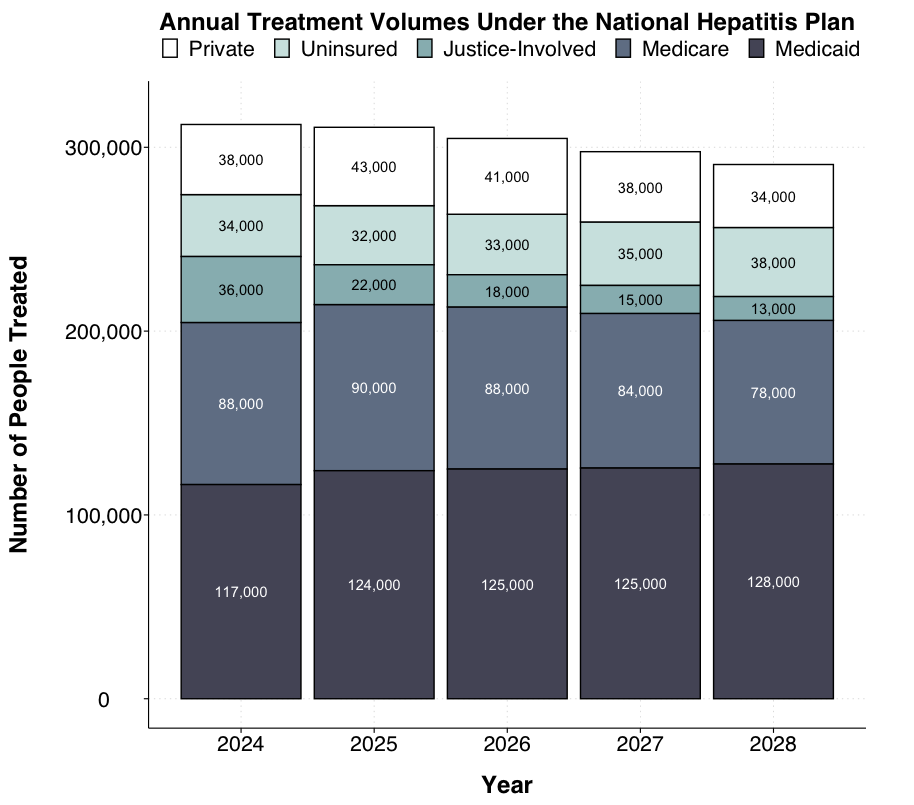 Annual Treatment Volumes Under the National Hepatitis Plan
Private Uninsured Justice-Involved Medicare Medicaid
Number of People Treated
300,000
200,000
100,000
0
38,000 43,000 41,000 38,000 34,000
34,000 32,000 33,000 35,000 38,000
36,000 22,000 18,000 15,000 13,000
88,000 90,000 88,000 84,000 78,000
117,000 124,000 125,000 125,000 128,000
2024 2025 2026 2027 2028
Year